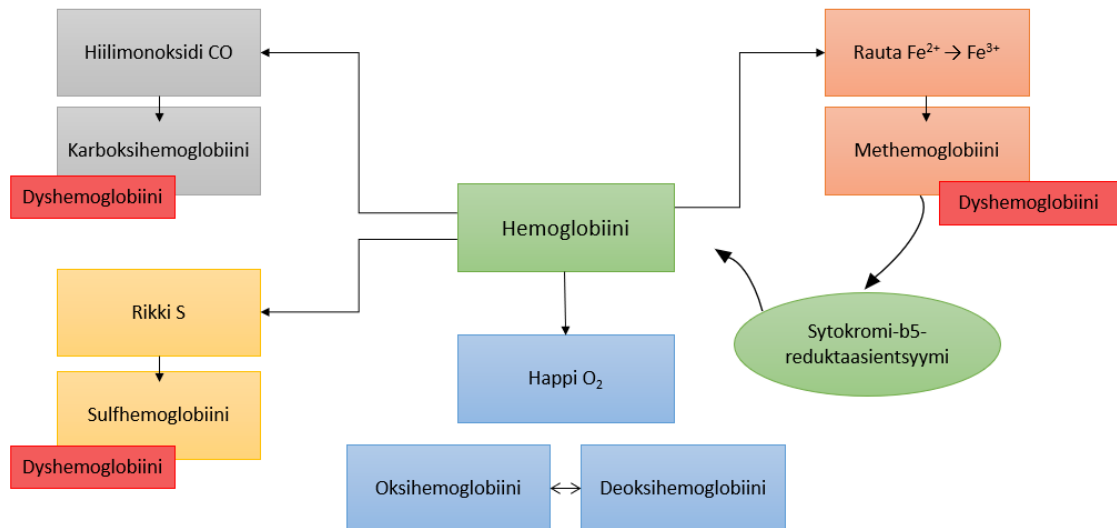 Hiilimonoksidi CO
Karboksihemoglobiini
Dyshemoglobiini
Rauta Fe²⁺ → Fe³⁺
Methemoglobiini
Dyshemoglobiini
Hemoglobiini
Rikki S
Sulfhemoglobiini
Dyshemoglobiini
Happi O₂
Sytokromi-b5-
reduktaasientsyymi
Oksihemoglobiini
Deoksihemoglobiini